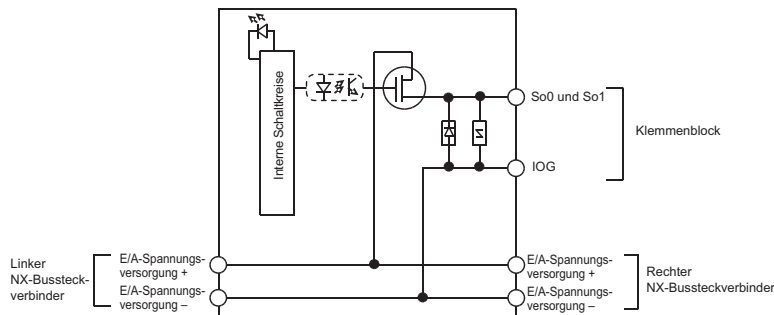 Interne Schaltkreise
So0 und So1
Klemmenblock
IOG
Linker
NX-Bussteck-
verbinder
E/A-Spannungs-
versorgung +
E/A-Spannungs-
versorgung –
E/A-Spannungs-
versorgung +
E/A-Spannungs-
versorgung –
Rechter
NX-Bussteckverbinder